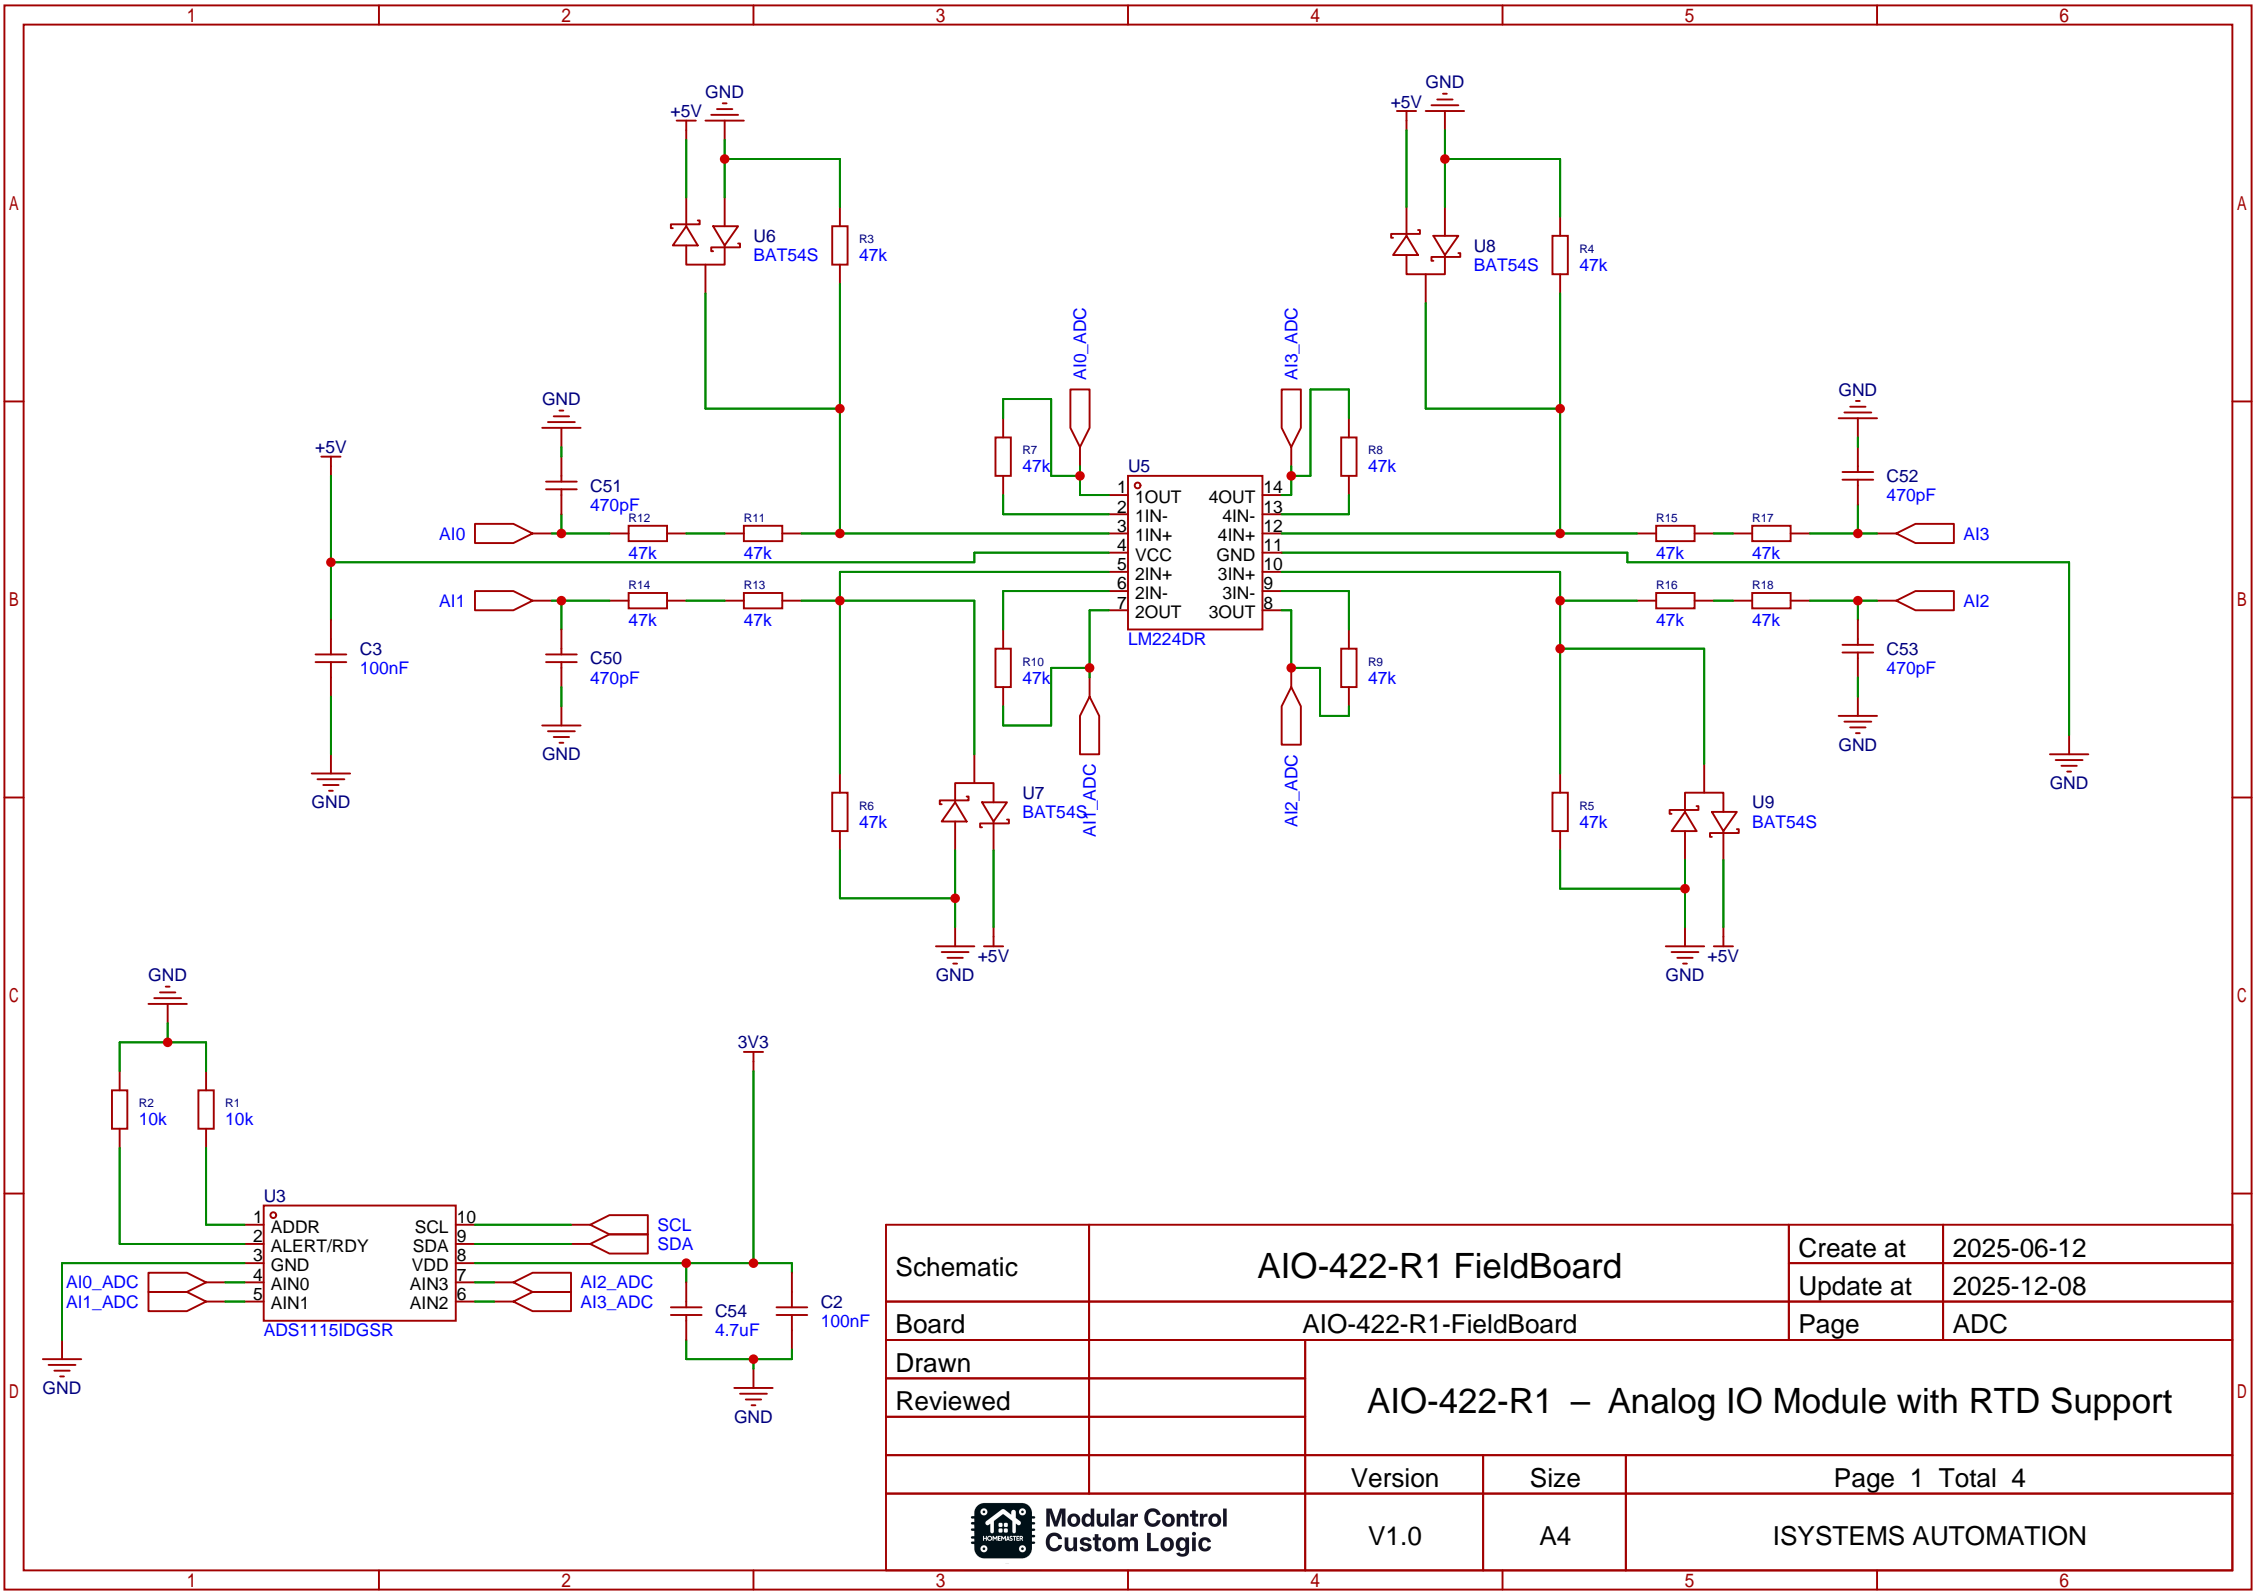 1 2 3 4 5 6
A
B
C
D
A
B
C
D
1 2 3 4 5 6
GND
+5V
U6
BAT54S
R3
47k
GND
+5V
U8
BAT54S
R4
47k
AI0_ADC
AI3_ADC
GND
C51
470pF
+5V
AI0
R12
47k
R11
47k
R7
47k
R8
47k
GND
C52
470pF
AI3
R15
47k
R17
47k
U5
1 1OUT
2 1IN-
3 1IN+
4 VCC
5 2IN+
6 2IN-
7 2OUT
4OUT 14
4IN- 13
4IN+ 12
GND 11
3IN+ 10
3IN- 9
3OUT 8
LM224DR
AI1
R14
47k
R13
47k
R16
47k
R18
47k
AI2
C3
100nF
GND
C50
470pF
GND
R10
47k
R9
47k
C53
470pF
GND
GND
AI1_ADC
AI2_ADC
R6
47k
U7
BAT54S
GND
+5V
R5
47k
U9
BAT54S
GND
+5V
GND
R2
10k
R1
10k
3V3
U3
1 ADDR
2 ALERT/RDY
3 GND
4 AIN0
5 AIN1
SCL 10
SDA 9
VDD 8
AIN3 7
AIN2 6
ADS1115IDGSR
AI0_ADC
AI1_ADC
SCL
SDA
AI2_ADC
AI3_ADC
GND
C54
4.7uF
C2
100nF
GND
Schematic AIO-422-R1 FieldBoard
Create at 2025-06-12
Update at 2025-12-08
Board AIO-422-R1-FieldBoard Page ADC
Drawn
Reviewed
AIO-422-R1 – Analog IO Module with RTD Support
Version Size Page 1 Total 4
HOMEMASTER
Modular Control
Custom Logic
V1.0 A4 ISYSTEMS AUTOMATION